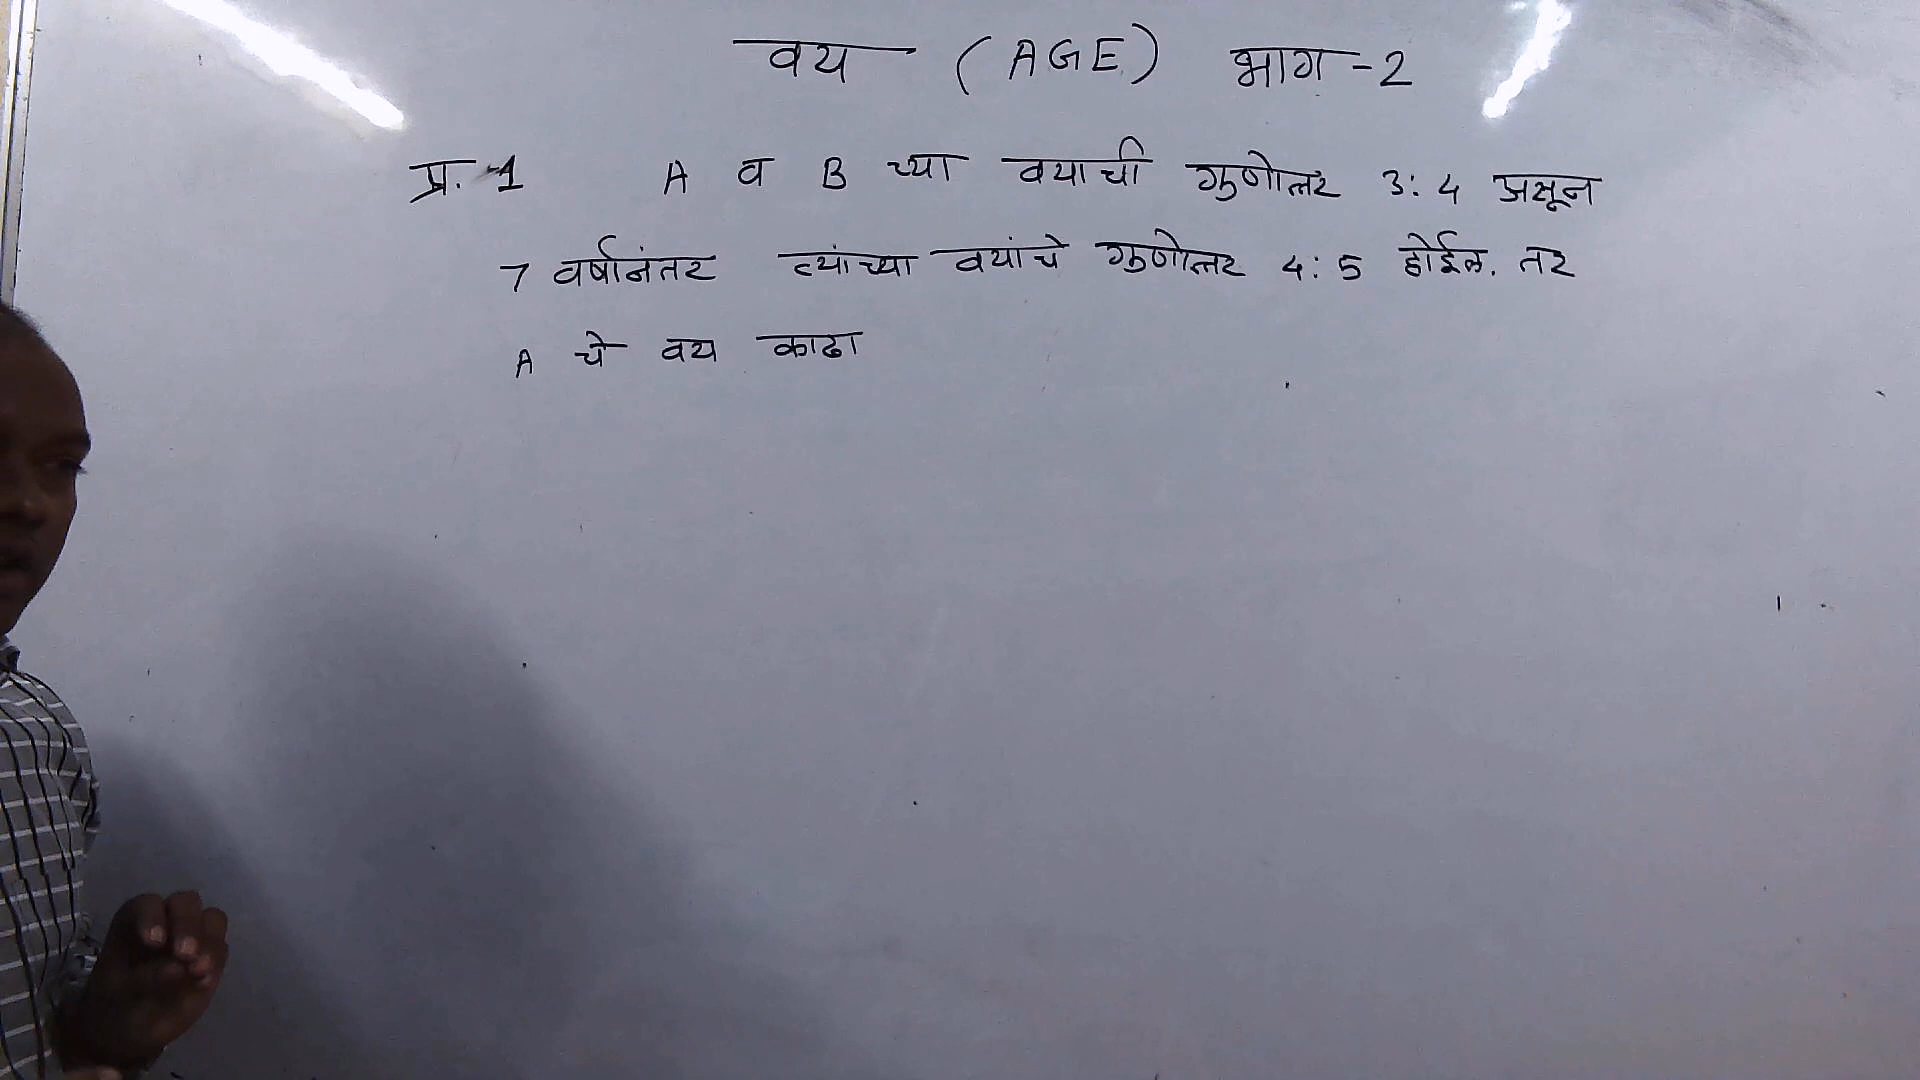 वय (AGE) भाग -2
प्र. 1 A व B च्या वयाची गुणोत्तर 3:4 असून
7 वर्षानंतर त्यांच्या वयांचे गुणोत्तर 4:5 होईल. तर
A चे वय काढा